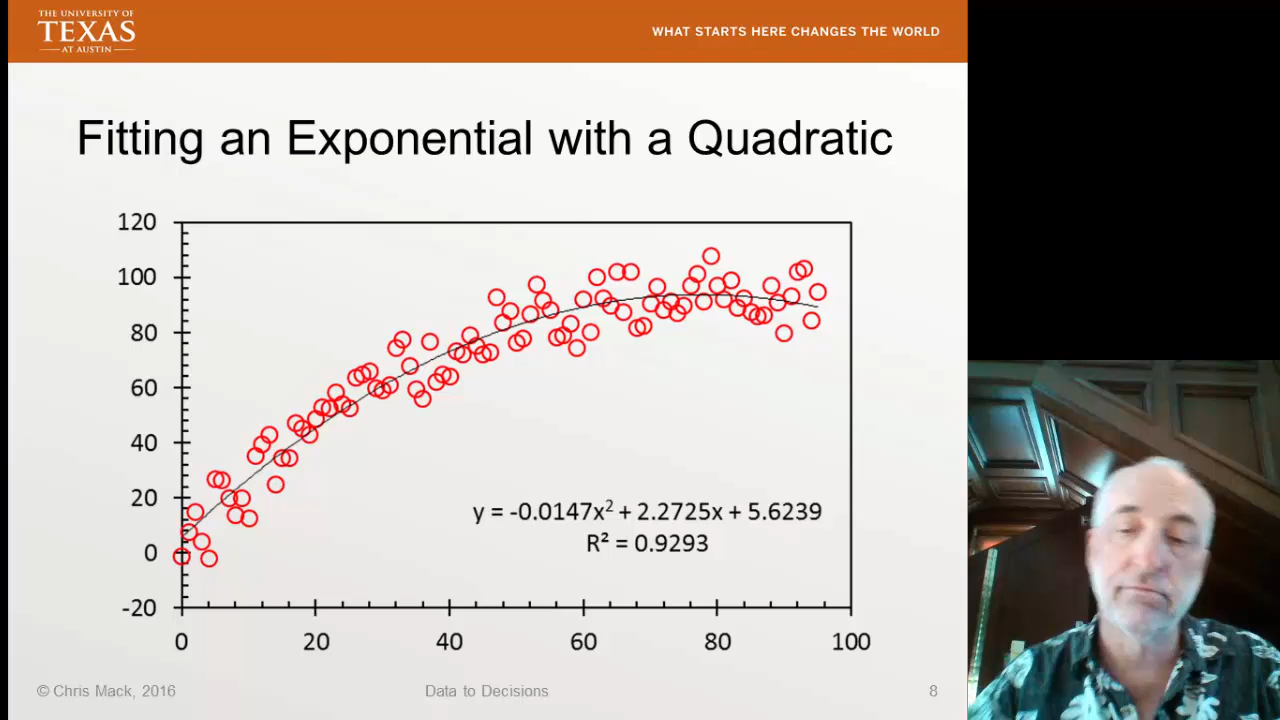 THE UNIVERSITY OF
TEXAS
AT AUSTIN
WHAT STARTS HERE CHANGES THE WORLD
Fitting an Exponential with a Quadratic
120
100
80
60
40
20
0
-20
y = -0.0147x² + 2.2725x + 5.6239
R² = 0.9293
0 20 40 60 80 100
© Chris Mack, 2016 Data to Decisions 8